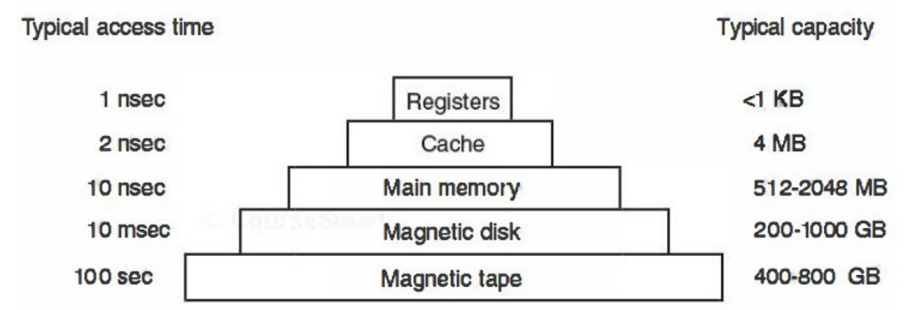 Typical access time Typical capacity
1 nsec Registers <1 KB
2 nsec Cache 4 MB
10 nsec Main memory 512-2048 MB
10 msec Magnetic disk 200-1000 GB
100 sec Magnetic tape 400-800 GB